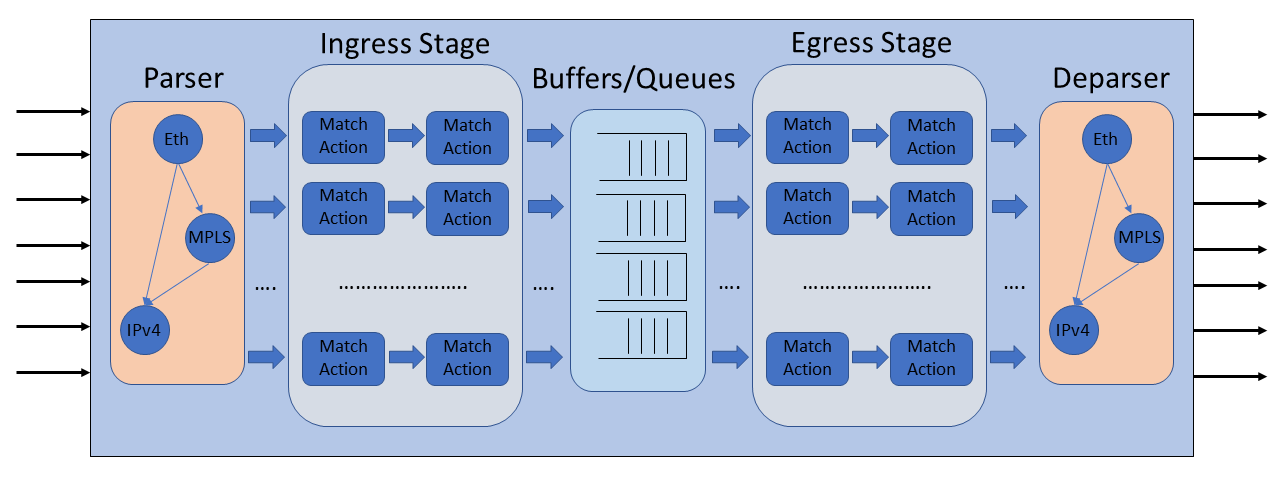 Ingress Stage
Egress Stage
Parser
Buffers/Queues
Deparser
Eth
MPLS
IPv4
Match
Action
Match
Action
Match
Action
Match
Action
....
.......................
....
Match
Action
Match
Action
Match
Action
Match
Action
Match
Action
Match
Action
....
.......................
....
Match
Action
Match
Action
Eth
MPLS
IPv4